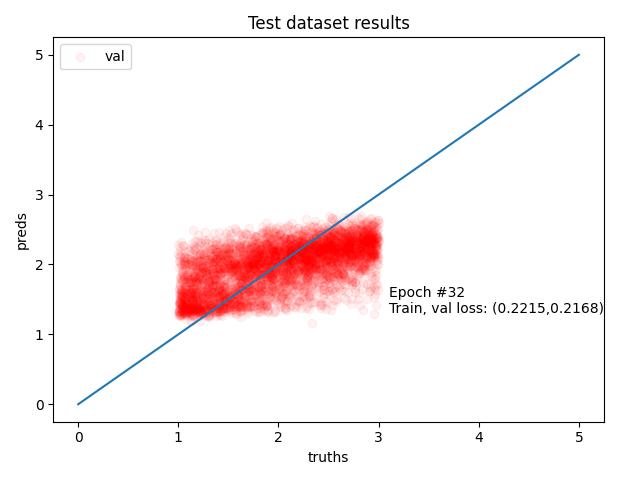 Test dataset results
val
5
4
3
2
1
0
preds
Epoch #32
Train, val loss: (0.2215,0.2168)
0 1 2 3 4 5
truths